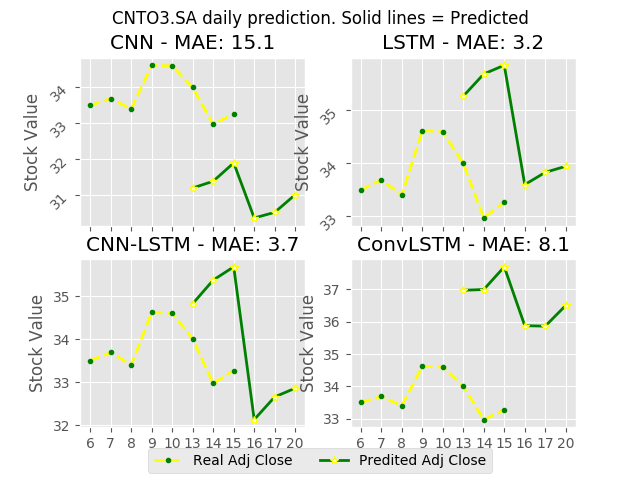 CNTO3.SA daily prediction. Solid lines = Predicted
CNN - MAE: 15.1
LSTM - MAE: 3.2
Stock Value
34
33
32
31
Stock Value
35
34
33
CNN-LSTM - MAE: 3.7
ConvLSTM - MAE: 8.1
Stock Value
35
34
33
32
6 7 8 9 10 13 14 15 16 17 20
Stock Value
37
36
35
34
33
6 7 8 9 10 13 14 15 16 17 20
Real Adj Close
Predited Adj Close